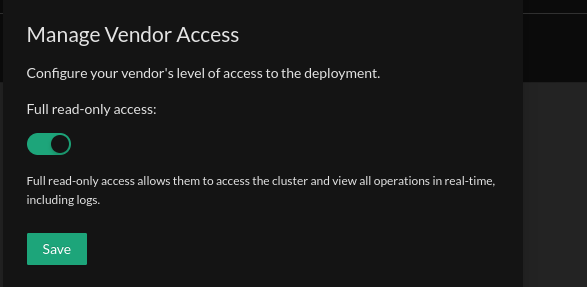 Manage Vendor Access
Configure your vendor's level of access to the deployment.
Full read-only access:
Full read-only access allows them to access the cluster and view all operations in real-time,
including logs.
Save